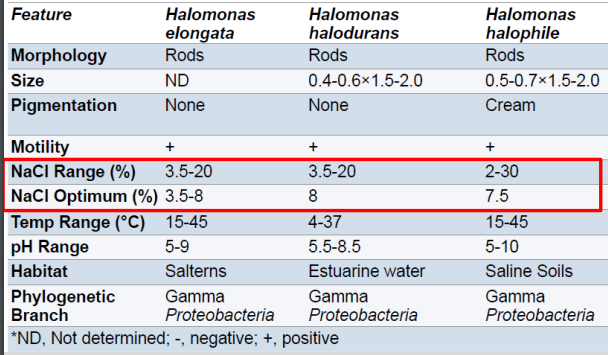 Feature Halomonas elongata Halomonas halodurans Halomonas halophile
Morphology Rods Rods Rods
Size ND 0.4-0.6×1.5-2.0 0.5-0.7×1.5-2.0
Pigmentation None None Cream
Motility + + +
NaCl Range (%) 3.5-20 3.5-20 2-30
NaCl Optimum (%) 3.5-8 8 7.5
Temp Range (°C) 15-45 4-37 15-45
pH Range 5-9 5.5-8.5 5-10
Habitat Salterns Estuarine water Saline Soils
Phylogenetic Branch Gamma Proteobacteria Gamma Proteobacteria Gamma Proteobacteria
*ND, Not determined; -, negative; +, positive